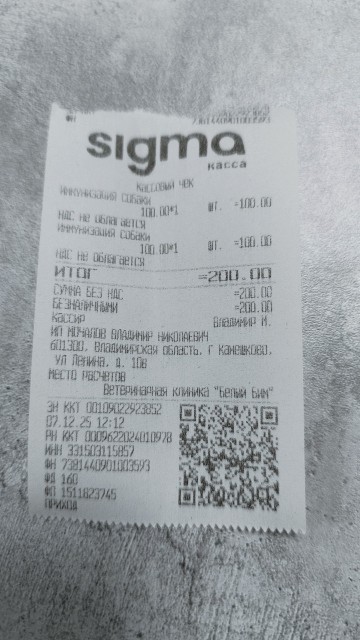 7381440901003593
sigma
касса
КАССОВЫЙ ЧЕК
ИММУНИЗАЦИЯ СОБАКИ
100.00*1 ШТ. =100.00
НДС НЕ ОБЛАГАЕТСЯ
ИММУНИЗАЦИЯ СОБАКИ
100.00*1 ШТ. =100.00
НДС НЕ ОБЛАГАЕТСЯ
ИТОГ =200.00
СУММА БЕЗ НДС =200.00
БЕЗНАЛИЧНЫМИ =200.00
КАССИР Владимир М.
ИП МОЧАЛОВ ВЛАДИМИР НИКОЛАЕВИЧ
601300, Владимирская область, г Камешково,
ул Ленина, д. 10в
МЕСТО РАСЧЕТОВ
Ветеринарная клиника "Белый Бим"
ЗН ККТ 00109022923852
07.12.25 12:12
РН ККТ 0009622024010978
ИНН 331503115857
ФН 7381440901003593
ФД 160
ФП 1511823745
ПРИХОД